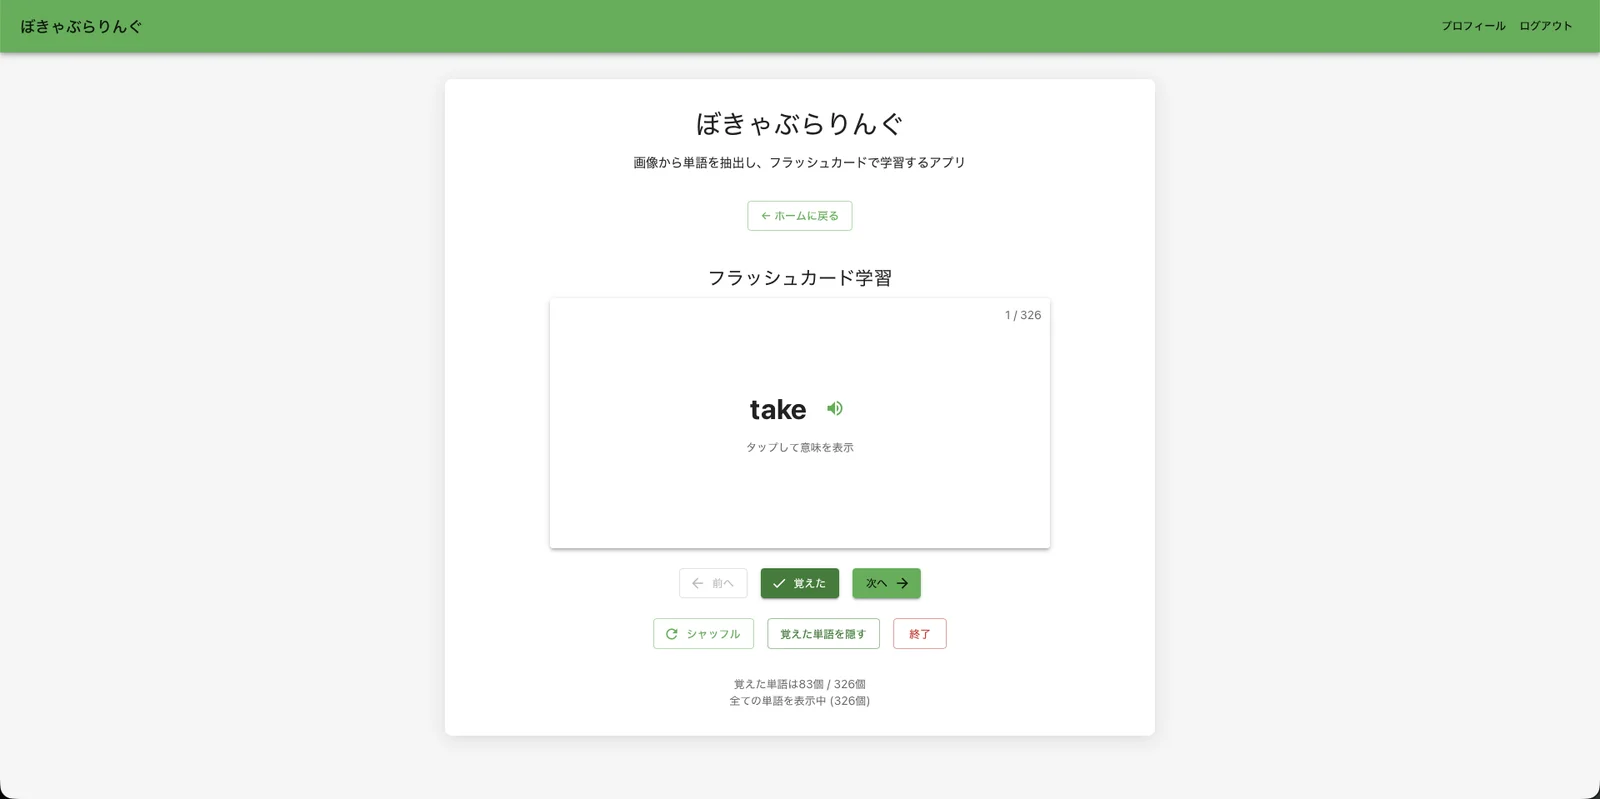 ぼきゃぶらりんぐ
プロフィール ログアウト
ぼきゃぶらりんぐ
画像から単語を抽出し、フラッシュカードで学習するアプリ
← ホームに戻る
フラッシュカード学習
1 / 326
take
タップして意味を表示
← 前へ ✓ 覚えた 次へ →
シャッフル 覚えた単語を隠す 終了
覚えた単語は83個 / 326個
全ての単語を表示中 (326個)